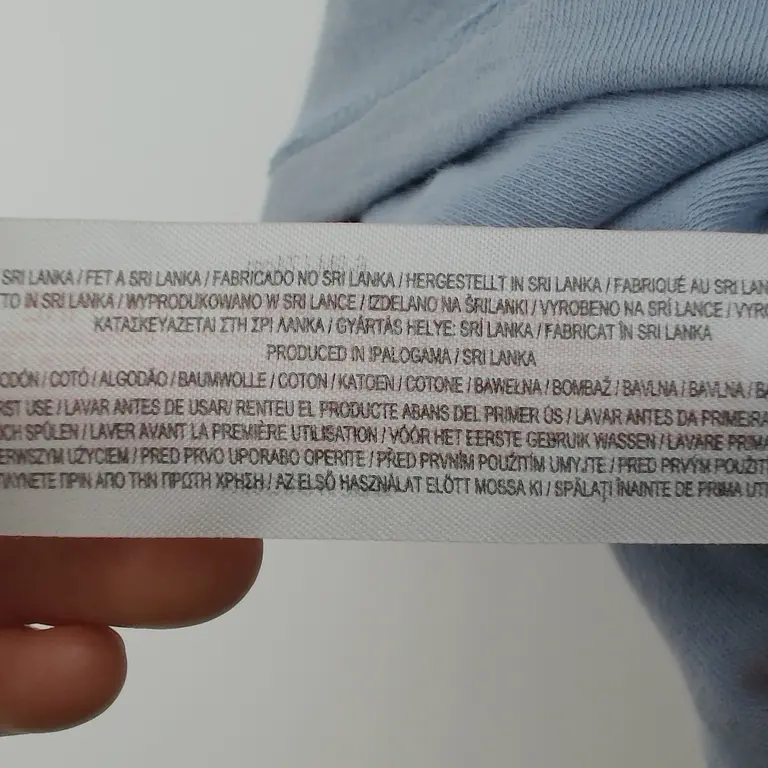 SRI LANKA / FET A SRI LANKA / FABRICADO NO SRI LANKA / HERGESTELLT IN SRI LANKA / FABRIQUÉ AU SRI LAN
TO IN SRI LANKA / WYPRODUKOWANO W SRI LANCE / IZDELANO NA ŠRILANKI / VYROBENO NA SRÍ LANCE / VYRO
ΚΑΤΑΣΚΕΥΑΖΕΤΑΙ ΣΤΗ ΣΡΙ ΛΑΝΚΑ / GYÁRTÁS HELYE: SRÍ LANKA / FABRICAT ÎN SRI LANKA
PRODUCED IN IPALOGAMA / SRI LANKA
ODÓN / COTÓ / ALGODÃO / BAUMWOLLE / COTON / KATOEN / COTONE / BAWEŁNA / BOMBAŽ / BAVLNA / BAVLNA / BA
RST USE / LAVAR ANTES DE USAR/ RENTEU EL PRODUCTE ABANS DEL PRIMER ÚS / LAVAR ANTES DA PRIMEIRA
CH SPÜLEN / LAVER AVANT LA PREMIÈRE UTILISATION / VÓÓR HET EERSTE GEBRUIK WASSEN / LAVARE PRIMA
ERWSZYM UŻYCIEM / PRED PRVO UPORABO OPERITE / PŘED PRVNÍM POUŽITÍM UMYJTE / PRED PRVÝM POUŽIT
ΠΛΥΝΕΤΕ ΠΡΙΝ ΑΠΟ ΤΗΝ ΠΡΩΤΗ ΧΡΗΣΗ / AZ ELSŐ HASZNÁLAT ELŐTT MOSSA KI / SPĂLAŢI ÎNAINTE DE PRIMA UTI